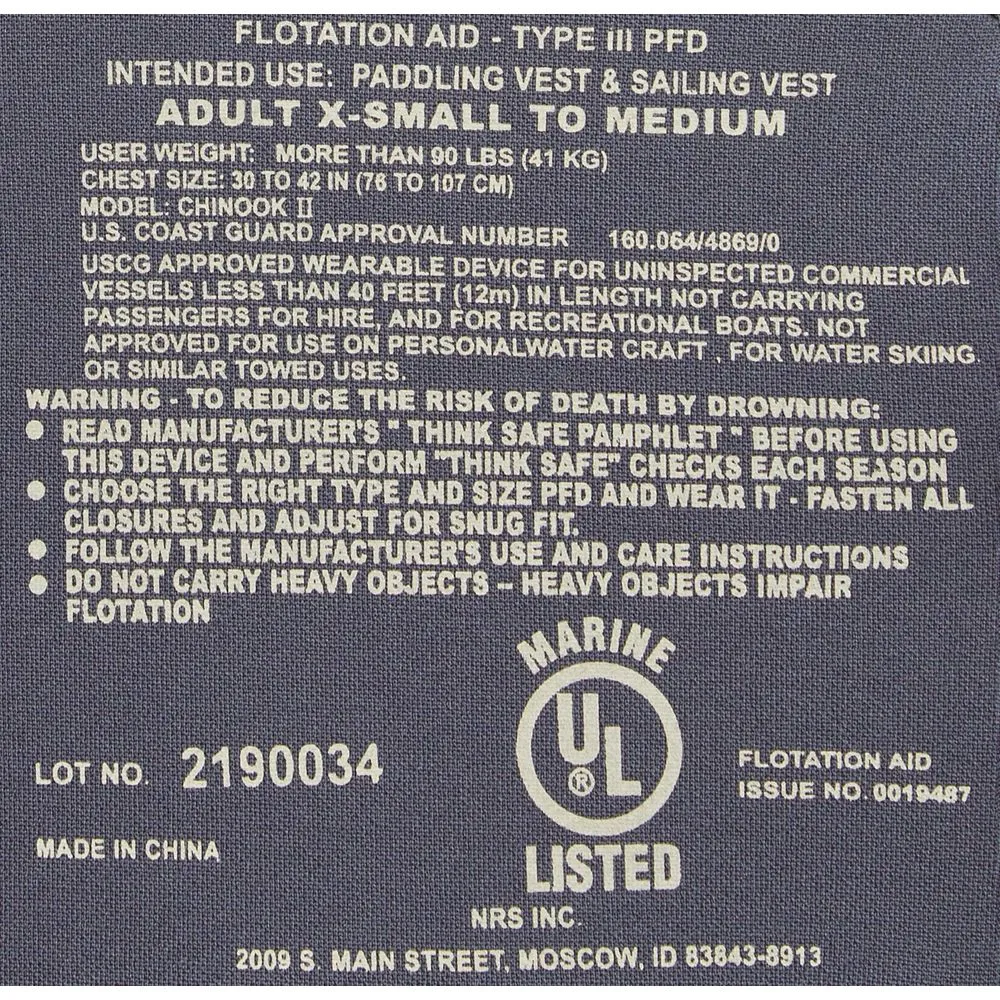 FLOTATION AID - TYPE III PFD
INTENDED USE: PADDLING VEST & SAILING VEST
ADULT X-SMALL TO MEDIUM
USER WEIGHT: MORE THAN 90 LBS (41 KG)
CHEST SIZE: 30 TO 42 IN (76 TO 107 CM)
MODEL: CHINOOK II
U.S. COAST GUARD APPROVAL NUMBER 160.064/4869/0
USCG APPROVED WEARABLE DEVICE FOR UNINSPECTED COMMERCIAL
VESSELS LESS THAN 40 FEET (12m) IN LENGTH NOT CARRYING
PASSENGERS FOR HIRE, AND FOR RECREATIONAL BOATS. NOT
APPROVED FOR USE ON PERSONALWATER CRAFT , FOR WATER SKIING
OR SIMILAR TOWED USES.
WARNING - TO REDUCE THE RISK OF DEATH BY DROWNING:
● READ MANUFACTURER'S " THINK SAFE PAMPHLET " BEFORE USING
THIS DEVICE AND PERFORM "THINK SAFE" CHECKS EACH SEASON
● CHOOSE THE RIGHT TYPE AND SIZE PFD AND WEAR IT - FASTEN ALL
CLOSURES AND ADJUST FOR SNUG FIT.
● FOLLOW THE MANUFACTURER'S USE AND CARE INSTRUCTIONS
● DO NOT CARRY HEAVY OBJECTS – HEAVY OBJECTS IMPAIR
FLOTATION
MARINE
UL ®
LISTED
LOT NO. 2190034
FLOTATION AID
ISSUE NO. 0019487
MADE IN CHINA
NRS INC.
2009 S. MAIN STREET, MOSCOW, ID 83843-8913